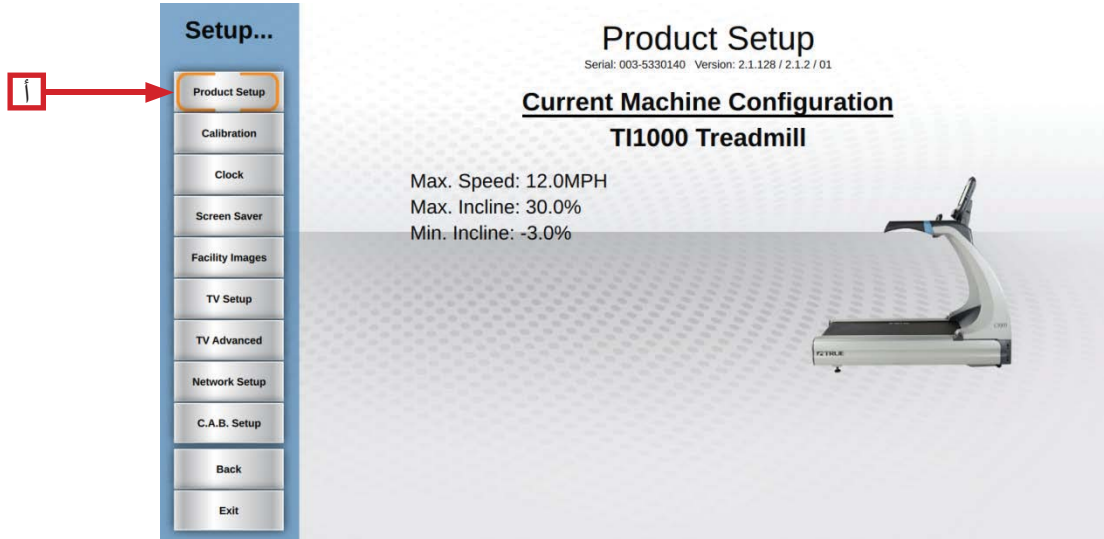 Setup...
أ
Product Setup
Calibration
Clock
Screen Saver
Facility Images
TV Setup
TV Advanced
Network Setup
C.A.B. Setup
Back
Exit
Product Setup
Serial: 003-5330140 Version: 2.1.128 / 2.1.2 / 01
Current Machine Configuration
TI1000 Treadmill
Max. Speed: 12.0MPH
Max. Incline: 30.0%
Min. Incline: -3.0%
TRUE